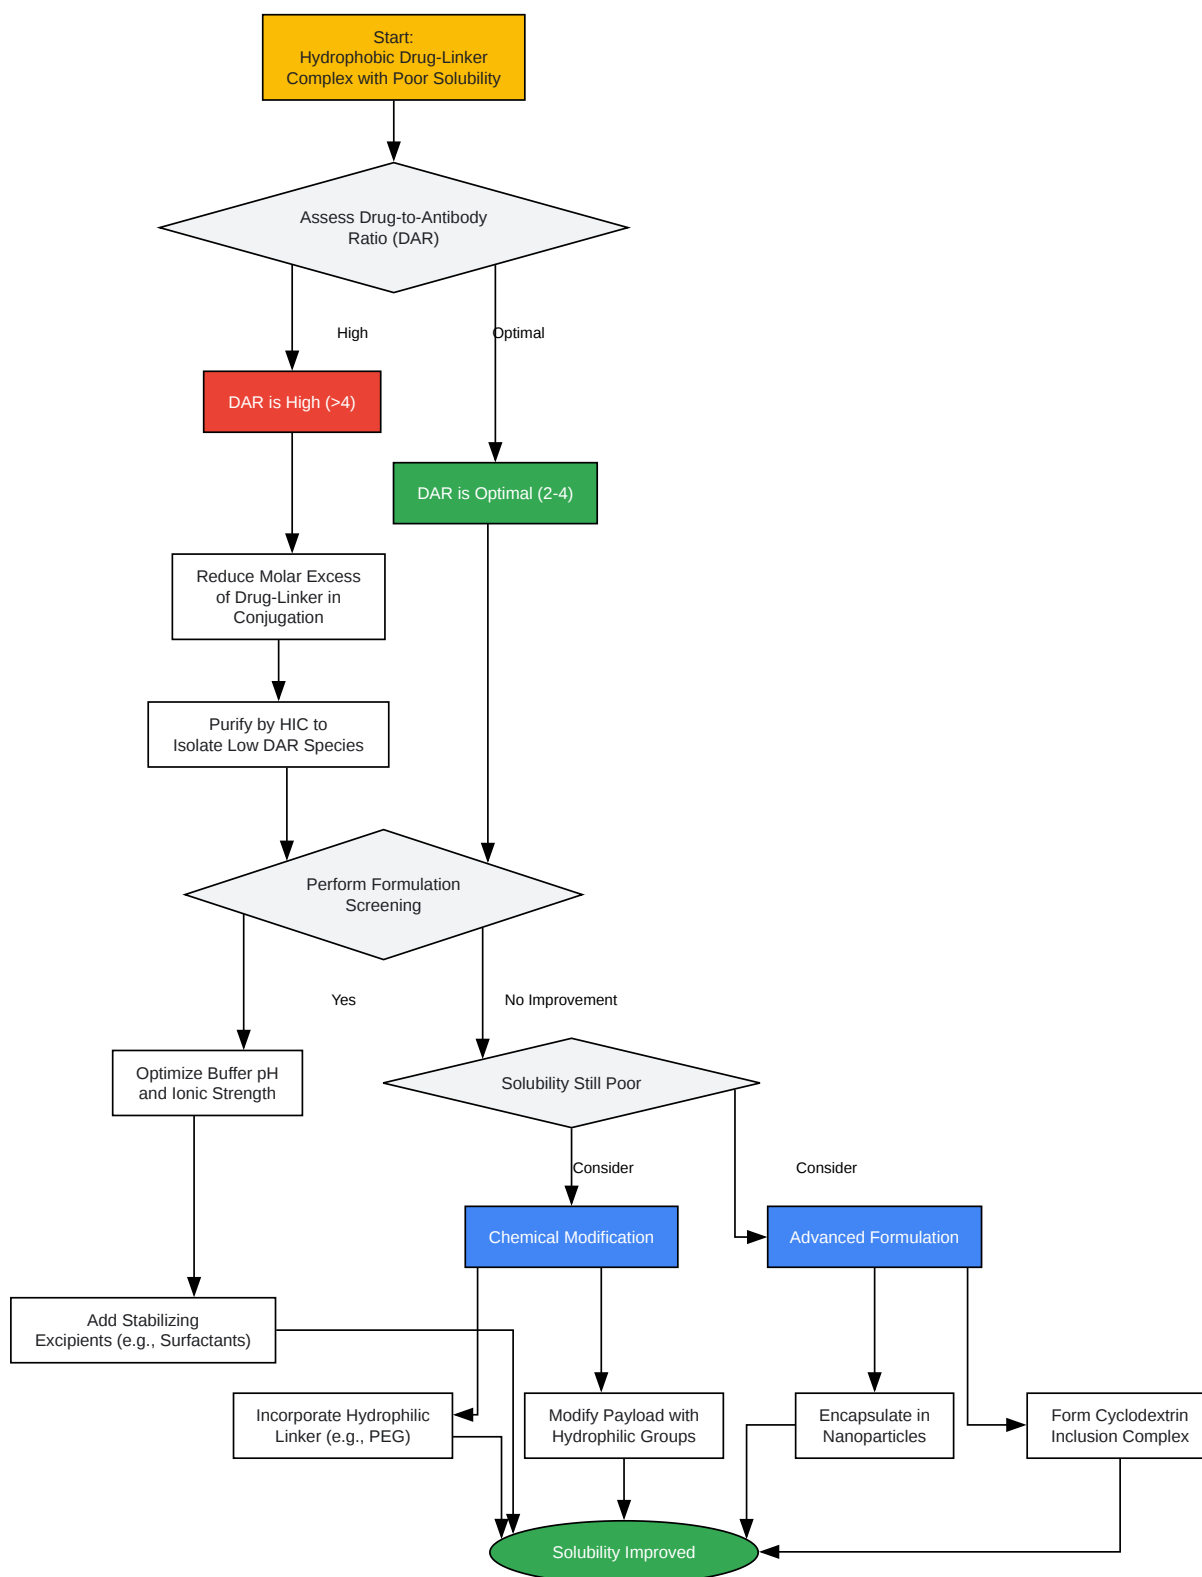 Start:
Hydrophobic Drug-Linker
Complex with Poor Solubility
Assess Drug-to-Antibody
Ratio (DAR)
High
Optimal
DAR is High (>4)
DAR is Optimal (2-4)
Reduce Molar Excess
of Drug-Linker in
Conjugation
Purify by HIC to
Isolate Low DAR Species
Perform Formulation
Screening
Yes
No Improvement
Optimize Buffer pH
and Ionic Strength
Solubility Still Poor
Consider
Consider
Chemical Modification
Advanced Formulation
Add Stabilizing
Excipients (e.g., Surfactants)
Incorporate Hydrophilic
Linker (e.g., PEG)
Modify Payload with
Hydrophilic Groups
Encapsulate in
Nanoparticles
Form Cyclodextrin
Inclusion Complex
Solubility Improved